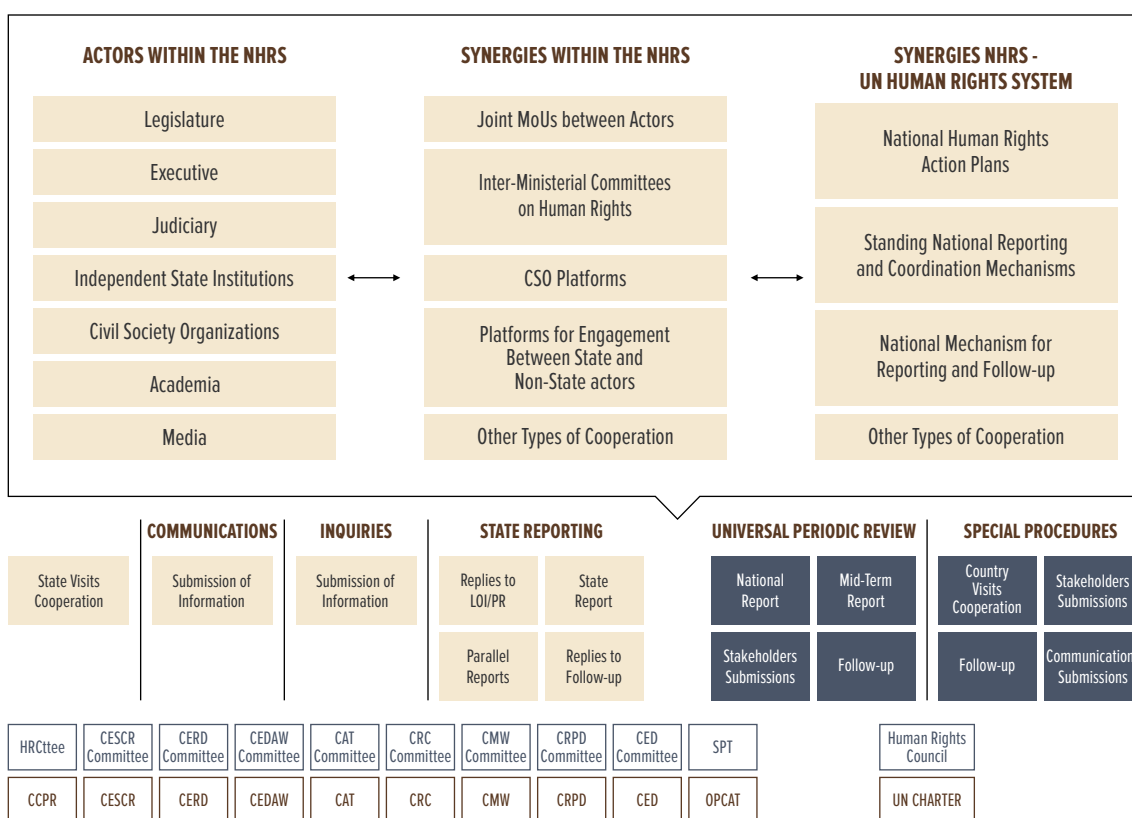 ACTORS WITHIN THE NHRS
Legislature
Executive
Judiciary
Independent State Institutions
Civil Society Organizations
Academia
Media
SYNERGIES WITHIN THE NHRS
Joint MoUs between Actors
Inter-Ministerial Committees
on Human Rights
CSO Platforms
Platforms for Engagement
Between State and
Non-State actors
Other Types of Cooperation
SYNERGIES NHRS -
UN HUMAN RIGHTS SYSTEM
National Human Rights
Action Plans
Standing National Reporting
and Coordination Mechanisms
National Mechanism for
Reporting and Follow-up
Other Types of Cooperation
State Visits
Cooperation
COMMUNICATIONS
Submission of
Information
INQUIRIES
Submission of
Information
STATE REPORTING
Replies to
LOI/PR
State
Report
Parallel
Reports
Replies to
Follow-up
UNIVERSAL PERIODIC REVIEW
National
Report
Mid-Term
Report
Stakeholders
Submissions
Follow-up
SPECIAL PROCEDURES
Country
Visits
Cooperation
Stakeholders
Submissions
Follow-up
Communication
Submissions
HRCttee
CESCR
Committee
CERD
Committee
CEDAW
Committee
CAT
Committee
CRC
Committee
CMW
Committee
CRPD
Committee
CED
Committee
SPT
Human Rights
Council
CCPR
CESCR
CERD
CEDAW
CAT
CRC
CMW
CRPD
CED
OPCAT
UN CHARTER